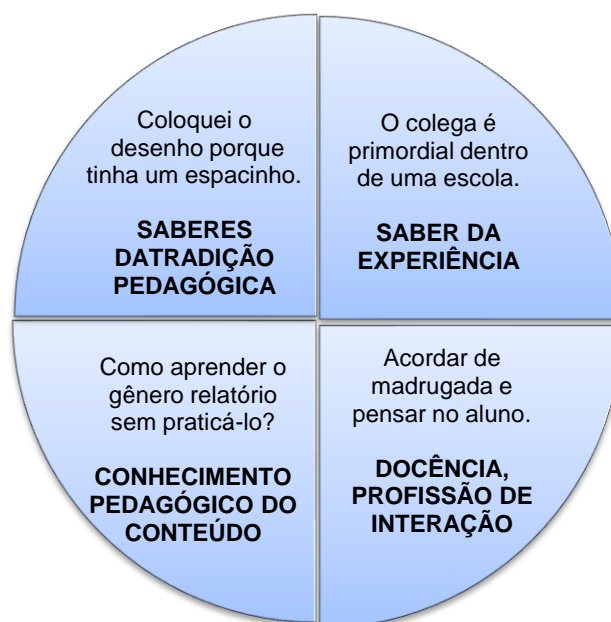 Coloquei o
desenho porque
tinha um espacinho.
SABERES
DATRADIÇÃO
PEDAGÓGICA
O colega é
primordial dentro
de uma escola.
SABER DA
EXPERIÊNCIA
Como aprender o
gênero relatório
sem praticá-lo?
CONHECIMENTO
PEDAGÓGICO DO
CONTEÚDO
Acordar de
madrugada e
pensar no aluno.
DOCÊNCIA,
PROFISSÃO DE
INTERAÇÃO